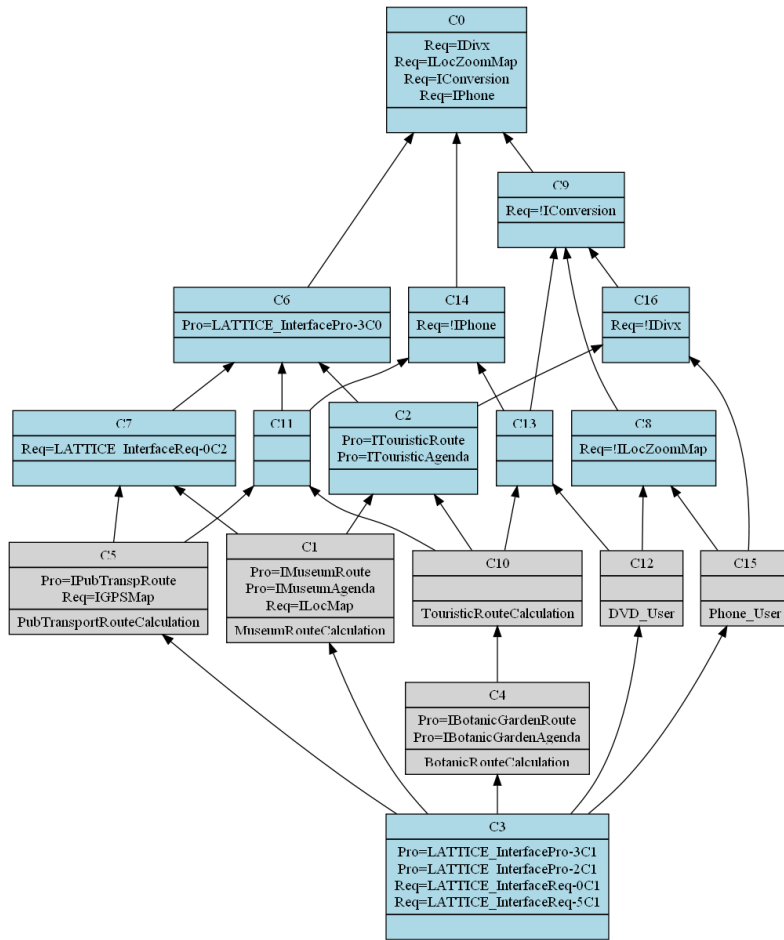 C0
Req=IDivx
Req=ILocZoomMap
Req=IConversion
Req=IPhone
C9
Req=!IConversion
C6
Pro=LATTICE_InterfacePro-3C0
C14
Req=!IPhone
C16
Req=!IDivx
C7
Req=LATTICE_InterfaceReq-0C2
C11
C2
Pro=ITouristicRoute
Pro=ITouristicAgenda
C13
C8
Req=!ILocZoomMap
C5
Pro=IPubTranspRoute
Req=IGPSMap
PubTransportRouteCalculation
C1
Pro=IMuseumRoute
Pro=IMuseumAgenda
Req=ILocMap
MuseumRouteCalculation
C10
TouristicRouteCalculation
C12
DVD_User
C15
Phone_User
C4
Pro=IBotanicGardenRoute
Pro=IBotanicGardenAgenda
BotanicRouteCalculation
C3
Pro=LATTICE_InterfacePro-3C1
Pro=LATTICE_InterfacePro-2C1
Req=LATTICE_InterfaceReq-0C1
Req=LATTICE_InterfaceReq-5C1